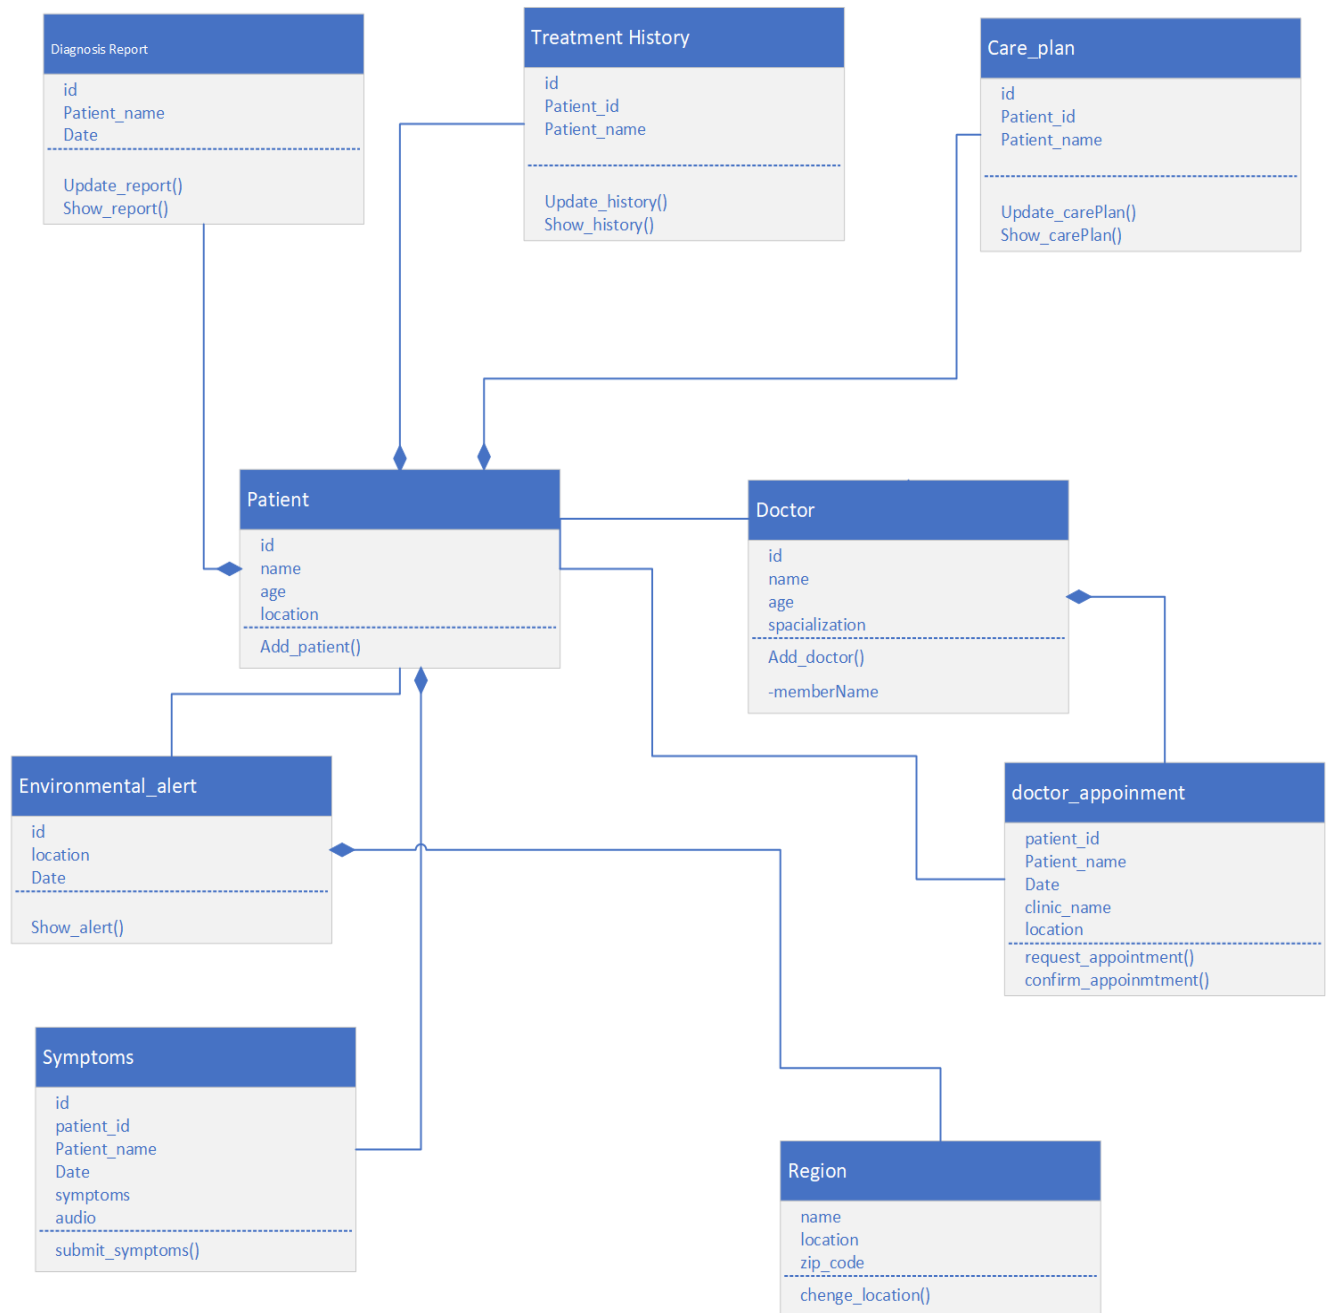 Diagnosis Report
id
Patient_name
Date
Update_report()
Show_report()
Treatment History
id
Patient_id
Patient_name
Update_history()
Show_history()
Care_plan
id
Patient_id
Patient_name
Update_carePlan()
Show_carePlan()
Patient
id
name
age
location
Add_patient()
Doctor
id
name
age
spacialization
Add_doctor()
-memberName
Environmental_alert
id
location
Date
Show_alert()
doctor_appoinment
patient_id
Patient_name
Date
clinic_name
location
request_appointment()
confirm_appoinmtment()
Symptoms
id
patient_id
Patient_name
Date
symptoms
audio
submit_symptoms()
Region
name
location
zip_code
chenge_location()